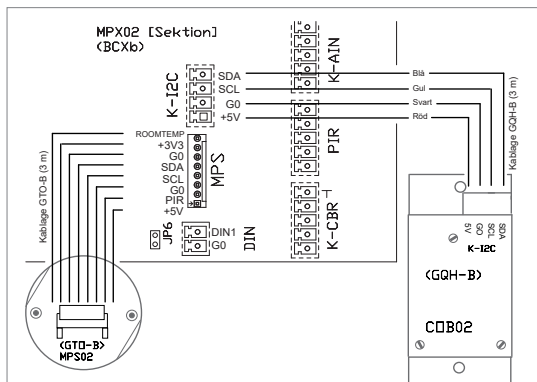 MPX02 [Sektion]
(BCXb)
K-I2C
SDA
SCL
G0
+5V
K-AIN
Blå
Gul
Svart
Röd
Kablage GQH-B (3 m)
ROOMTEMP
+3V3
G0
SDA
SCL
G0
PIR
+5V
MPS
PIR
Kablage GTO-B (3 m)
JP6
DIN1
G0
DIN
K-CBR
(GTO-B)
MPS02
5V
GO
SCL
SDA
K-I2C
(GQH-B)
COB02